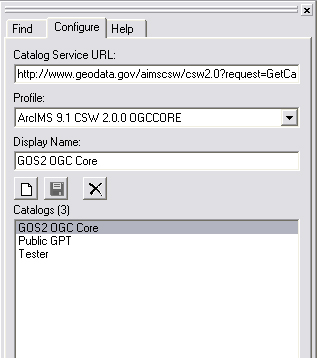 Find Configure Help
Catalog Service URL:
http://www.geodata.gov/aimscsw/csw2.0?request=GetCa
Profile:
ArcIMS 9.1 CSW 2.0.0 OGCCORE
Display Name:
GOS2 OGC Core
Catalogs (3)
GOS2 OGC Core
Public GPT
Tester